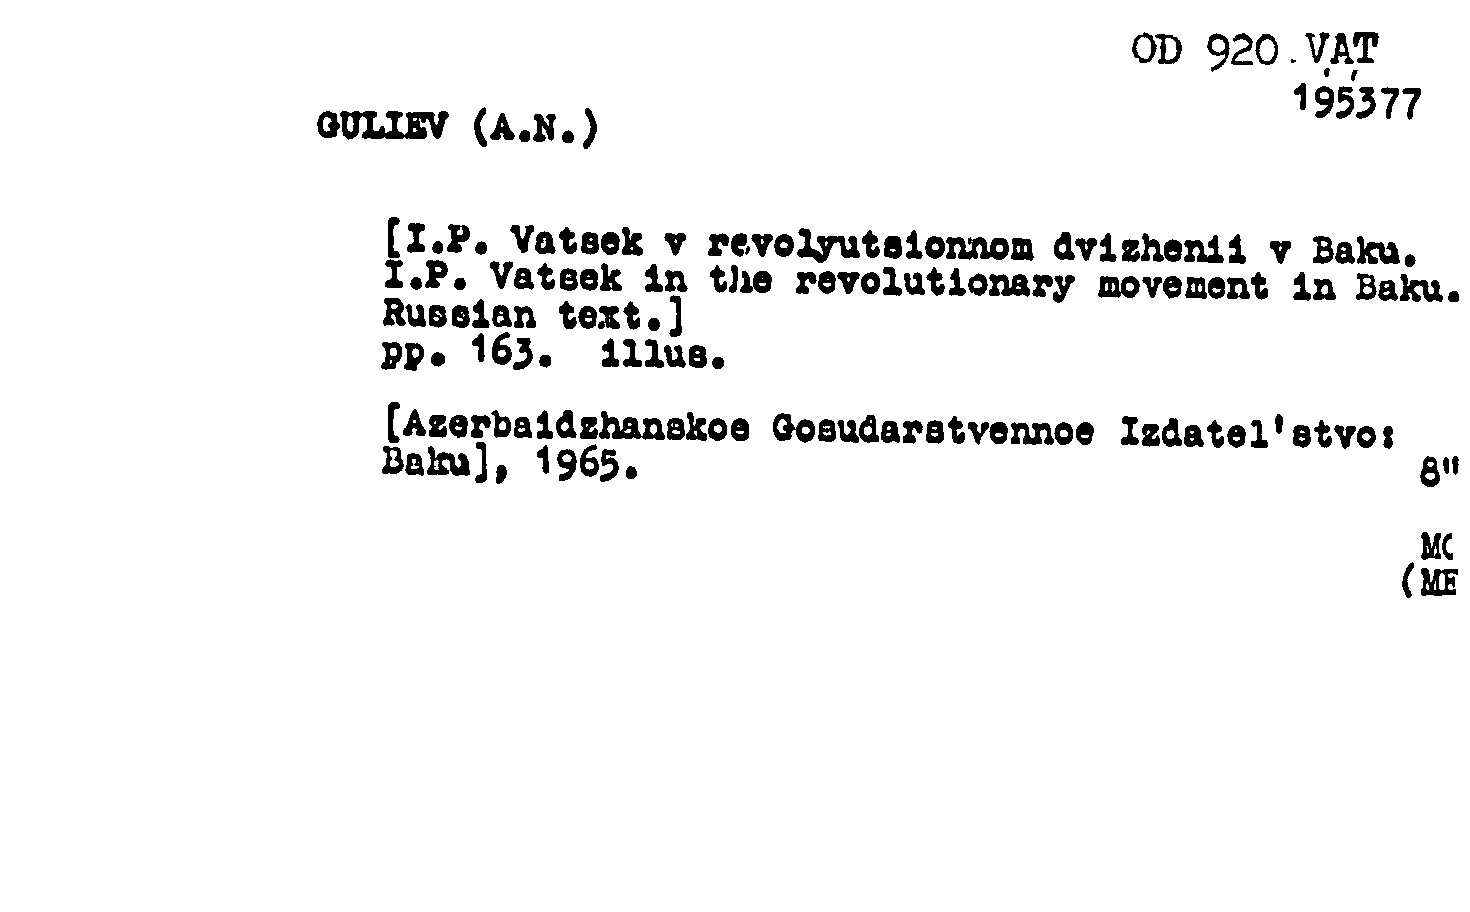 OD 920.VAT
195377
GULIEV (A.N.)
[I.P. Vatsek v revolyutsionnom dvizhenii v Baku.
I.P. Vatsek in the revolutionary movement in Baku.
Russian text.]
pp. 163. illus.
[Azerbaidzhanskoe Gosudarstvennoe Izdatel'stvo:
Baku], 1965.
8"
(ME